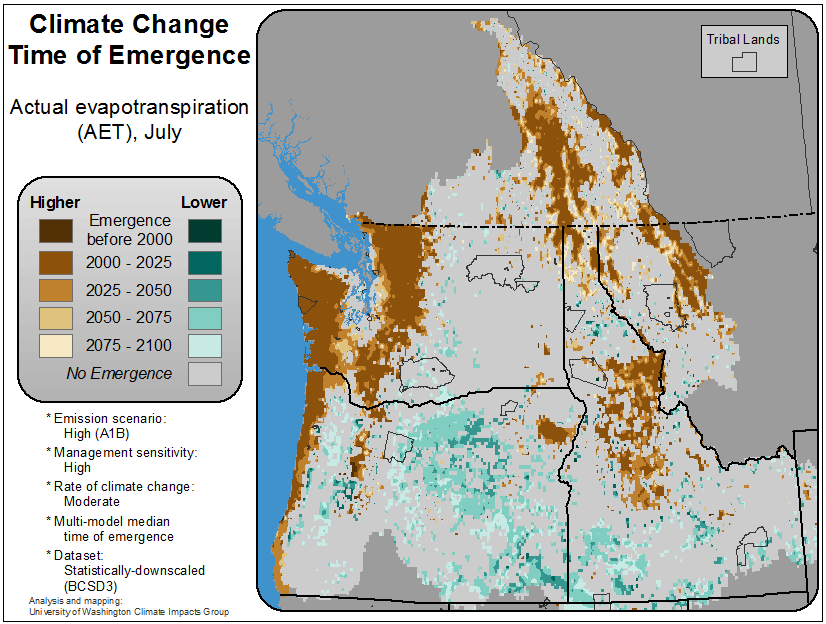 Climate Change
Time of Emergence
Actual evapotranspiration
(AET), July
Higher
Lower
Emergence
before 2000
2000 - 2025
2025 - 2050
2050 - 2075
2075 - 2100
No Emergence
* Emission scenario:
High (A1B)
* Management sensitivity:
High
* Rate of climate change:
Moderate
* Multi-model median
time of emergence
* Dataset:
Statistically-downscaled
(BCSD3)
Analysis and mapping:
University of Washington Climate Impacts Group
Tribal Lands